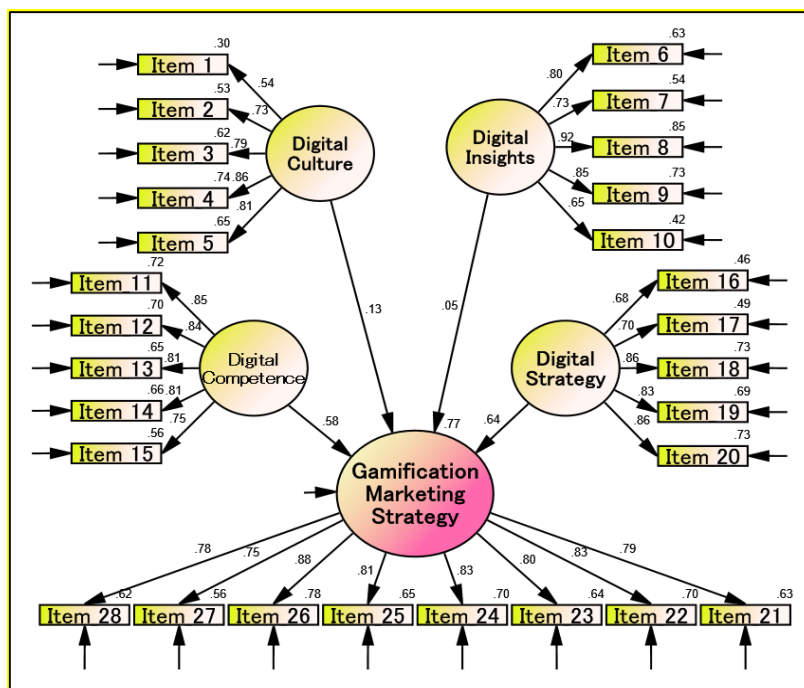 .30
Item 1
.54
.53
Item 2
.73
.62
Item 3
.79
.74
.86
Item 4
.65
.81
Item 5
Digital
Culture
.63
Item 6
.80
.54
Item 7
.73
.85
Item 8
.92
.73
Item 9
.85
.42
Item 10
.65
Digital
Insights
.72
Item 11
.85
.70
Item 12
.84
.65
Item 13
.81
.66
Item 14
.81
.56
Item 15
.75
Digital
Competence
.46
Item 16
.68
.49
Item 17
.70
.73
Item 18
.86
.69
Item 19
.83
.73
Item 20
.86
Digital
Strategy
.13
.05
.58
.64
.77
Gamification
Marketing
Strategy
.78
.75
.88
.81
.83
.80
.83
.79
.62
.56
.78
.65
.70
.64
.70
.63
Item 28
Item 27
Item 26
Item 25
Item 24
Item 23
Item 22
Item 21